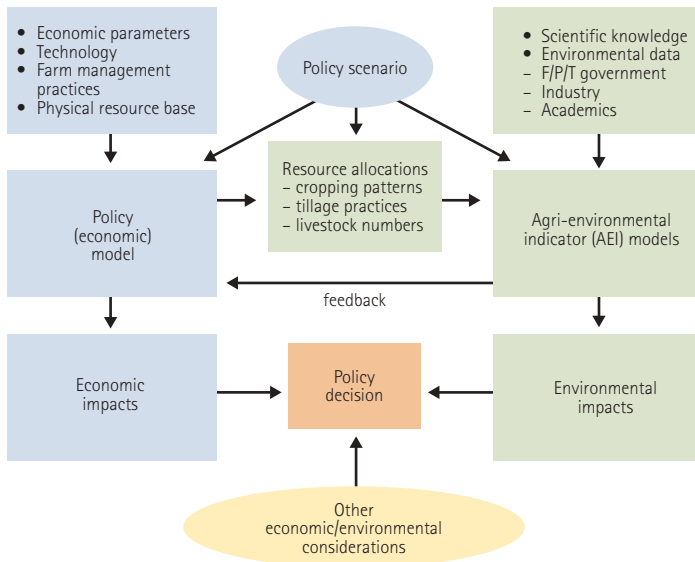 • Economic parameters
• Technology
• Farm management
practices
• Physical resource base
Policy scenario
• Scientific knowledge
• Environmental data
– F/P/T government
– Industry
– Academics
Policy
(economic)
model
Resource allocations
– cropping patterns
– tillage practices
– livestock numbers
Agri-environmental
indicator (AEI) models
feedback
Economic
impacts
Policy
decision
Environmental
impacts
Other
economic/environmental
considerations